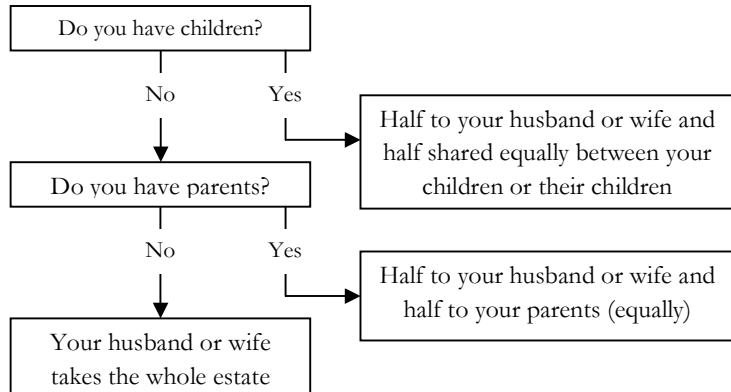 Do you have children?
No
Yes
Half to your husband or wife and
half shared equally between your
children or their children
Do you have parents?
No
Yes
Half to your husband or wife and
half to your parents (equally)
Your husband or wife
takes the whole estate